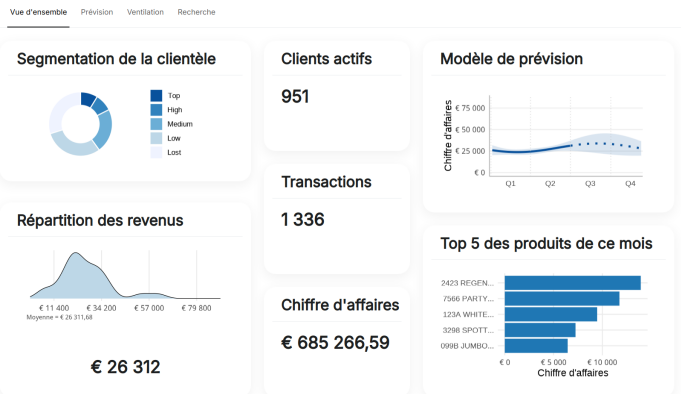 Vue d'ensemble Prévision Ventilation Recherche
Segmentation de la clientèle
Top
High
Medium
Low
Lost
Répartition des revenus
€ 11 400 € 34 200 € 57 000 € 79 800
Moyenne = € 26 311,68
€ 26 312
Clients actifs
951
Transactions
1 336
Chiffre d'affaires
€ 685 266,59
Modèle de prévision
Chiffre d'affaires
€ 75 000
€ 50 000
€ 25 000
€ 0
Q1 Q2 Q3 Q4
Top 5 des produits de ce mois
2423 REGEN...
7566 PARTY...
123A WHITE...
3298 SPOTT...
099B JUMBO...
€ 0 € 5 000 € 10 000
Chiffre d'affaires